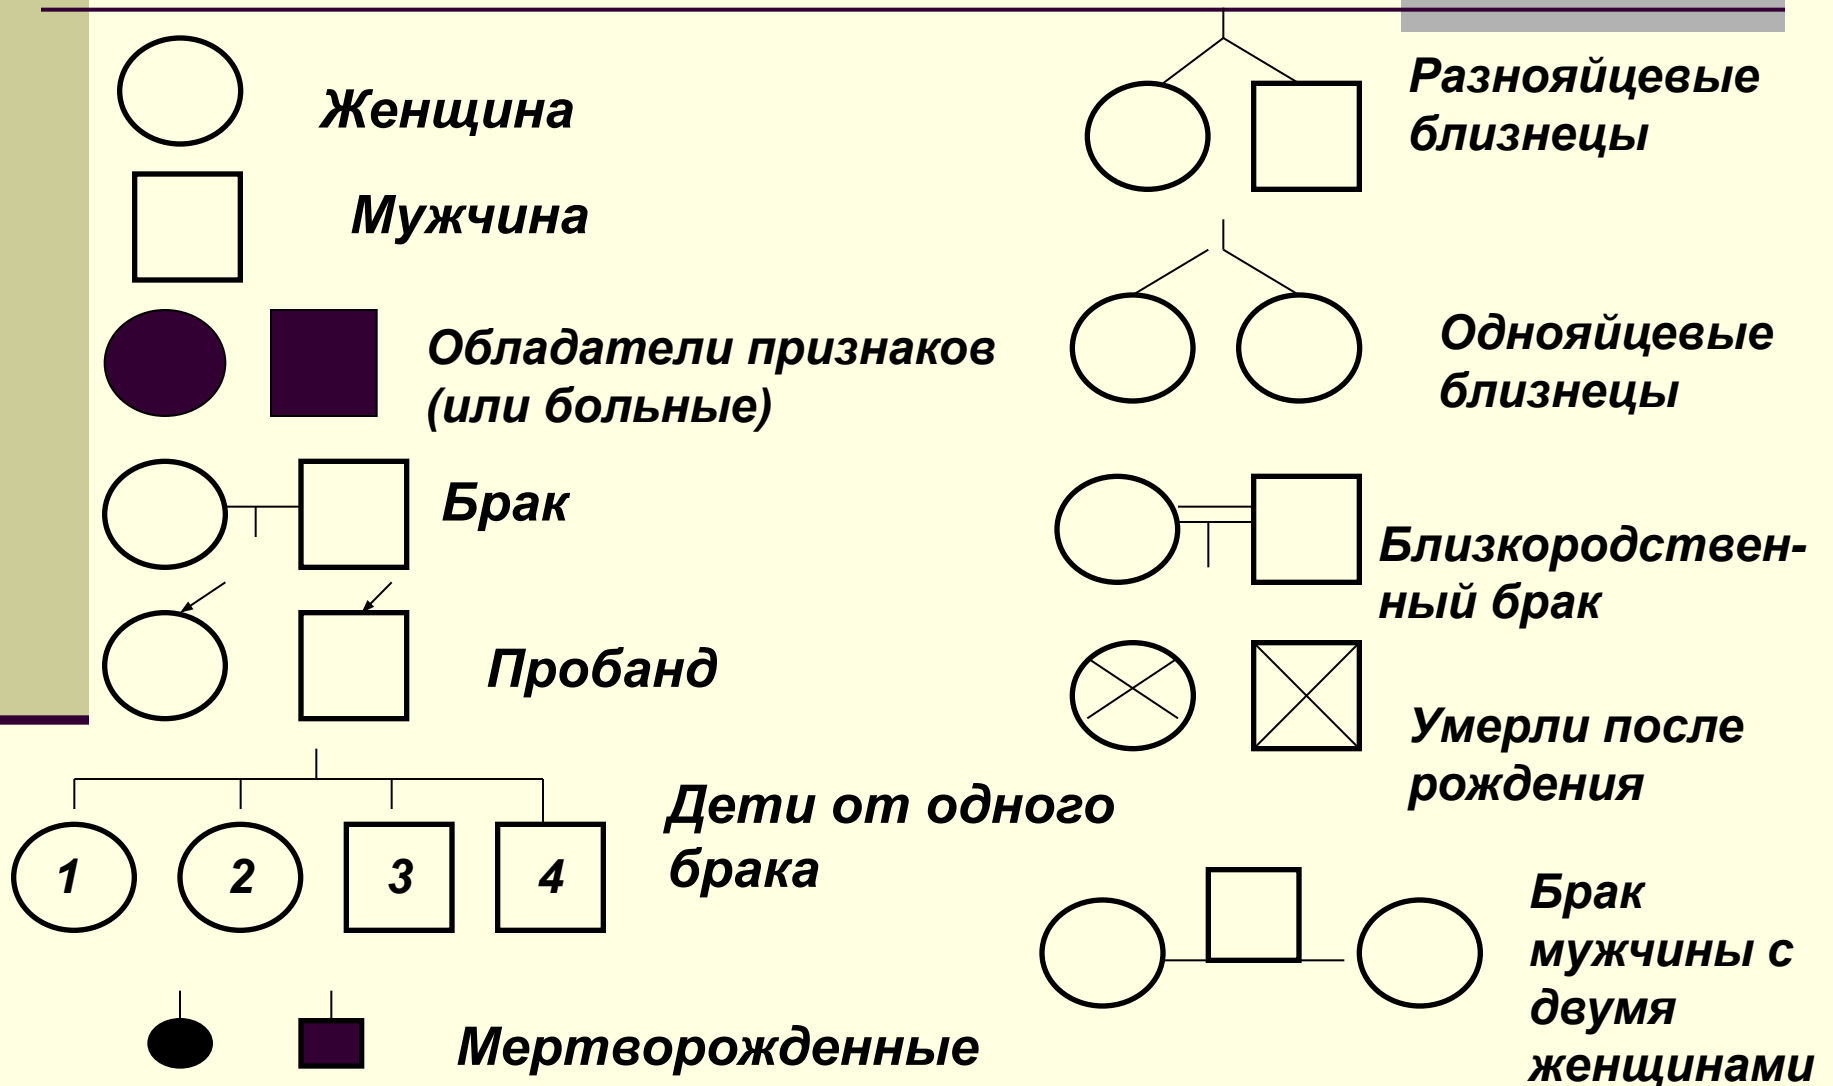 Женщина
Мужчина
Обладатели признаков
(или больные)
Брак
Пробанд
Дети от одного
брака
1 2 3 4
Мертворожденные
Разнояйцевые
близнецы
Однояйцевые
близнецы
Близкородствен-
ный брак
Умерли после
рождения
Брак
мужчины с
двумя
женщинами